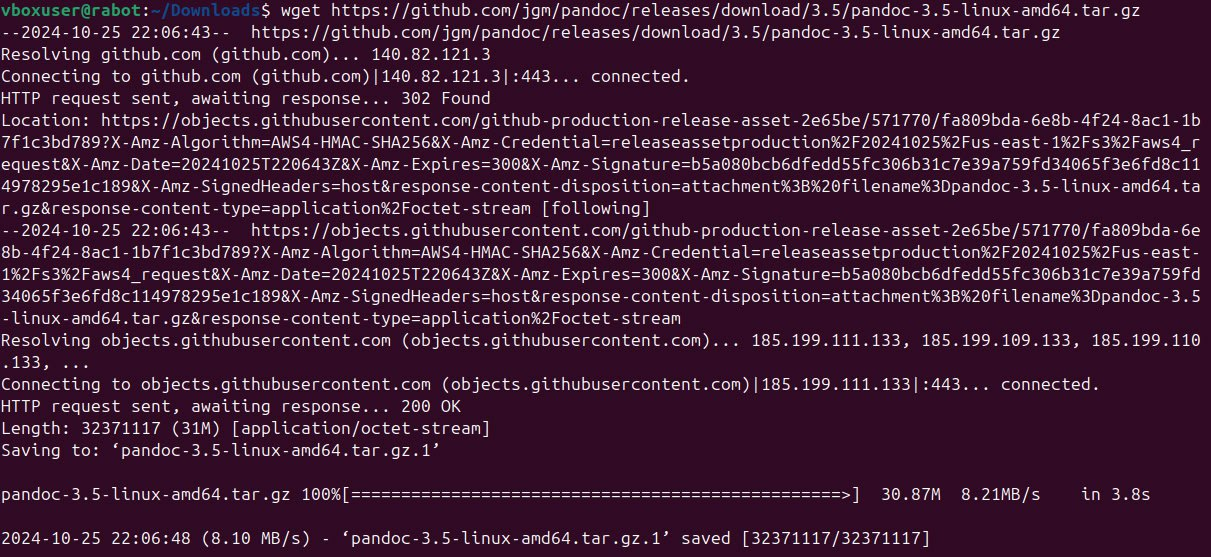 vboxuser@rabot:~/Downloads$ wget https://github.com/jgm/pandoc/releases/download/3.5/pandoc-3.5-linux-amd64.tar.gz
--2024-10-25 22:06:43--  https://github.com/jgm/pandoc/releases/download/3.5/pandoc-3.5-linux-amd64.tar.gz
Resolving github.com (github.com)... 140.82.121.3
Connecting to github.com (github.com)|140.82.121.3|:443... connected.
HTTP request sent, awaiting response... 302 Found
Location: https://objects.githubusercontent.com/github-production-release-asset-2e65be/571770/fa809bda-6e8b-4f24-8ac1-1b
7f1c3bd789?X-Amz-Algorithm=AWS4-HMAC-SHA256&X-Amz-Credential=releaseassetproduction%2F20241025%2Fus-east-1%2Fs3%2Faws4_r
equest&X-Amz-Date=20241025T220643Z&X-Amz-Expires=300&X-Amz-Signature=b5a080bcb6dfedd55fc306b31c7e39a759fd34065f3e6fd8c11
4978295e1c189&X-Amz-SignedHeaders=host&response-content-disposition=attachment%3B%20filename%3Dpandoc-3.5-linux-amd64.ta
r.gz&response-content-type=application%2Foctet-stream [following]
--2024-10-25 22:06:43--  https://objects.githubusercontent.com/github-production-release-asset-2e65be/571770/fa809bda-6e
8b-4f24-8ac1-1b7f1c3bd789?X-Amz-Algorithm=AWS4-HMAC-SHA256&X-Amz-Credential=releaseassetproduction%2F20241025%2Fus-east-
1%2Fs3%2Faws4_request&X-Amz-Date=20241025T220643Z&X-Amz-Expires=300&X-Amz-Signature=b5a080bcb6dfedd55fc306b31c7e39a759fd
34065f3e6fd8c114978295e1c189&X-Amz-SignedHeaders=host&response-content-disposition=attachment%3B%20filename%3Dpandoc-3.5
-linux-amd64.tar.gz&response-content-type=application%2Foctet-stream
Resolving objects.githubusercontent.com (objects.githubusercontent.com)... 185.199.111.133, 185.199.109.133, 185.199.110
.133, ...
Connecting to objects.githubusercontent.com (objects.githubusercontent.com)|185.199.111.133|:443... connected.
HTTP request sent, awaiting response... 200 OK
Length: 32371117 (31M) [application/octet-stream]
Saving to: ‘pandoc-3.5-linux-amd64.tar.gz.1’
pandoc-3.5-linux-amd64.tar.gz 100%[=================================================>]  30.87M  8.21MB/s    in 3.8s
2024-10-25 22:06:48 (8.10 MB/s) - ‘pandoc-3.5-linux-amd64.tar.gz.1’ saved [32371117/32371117]